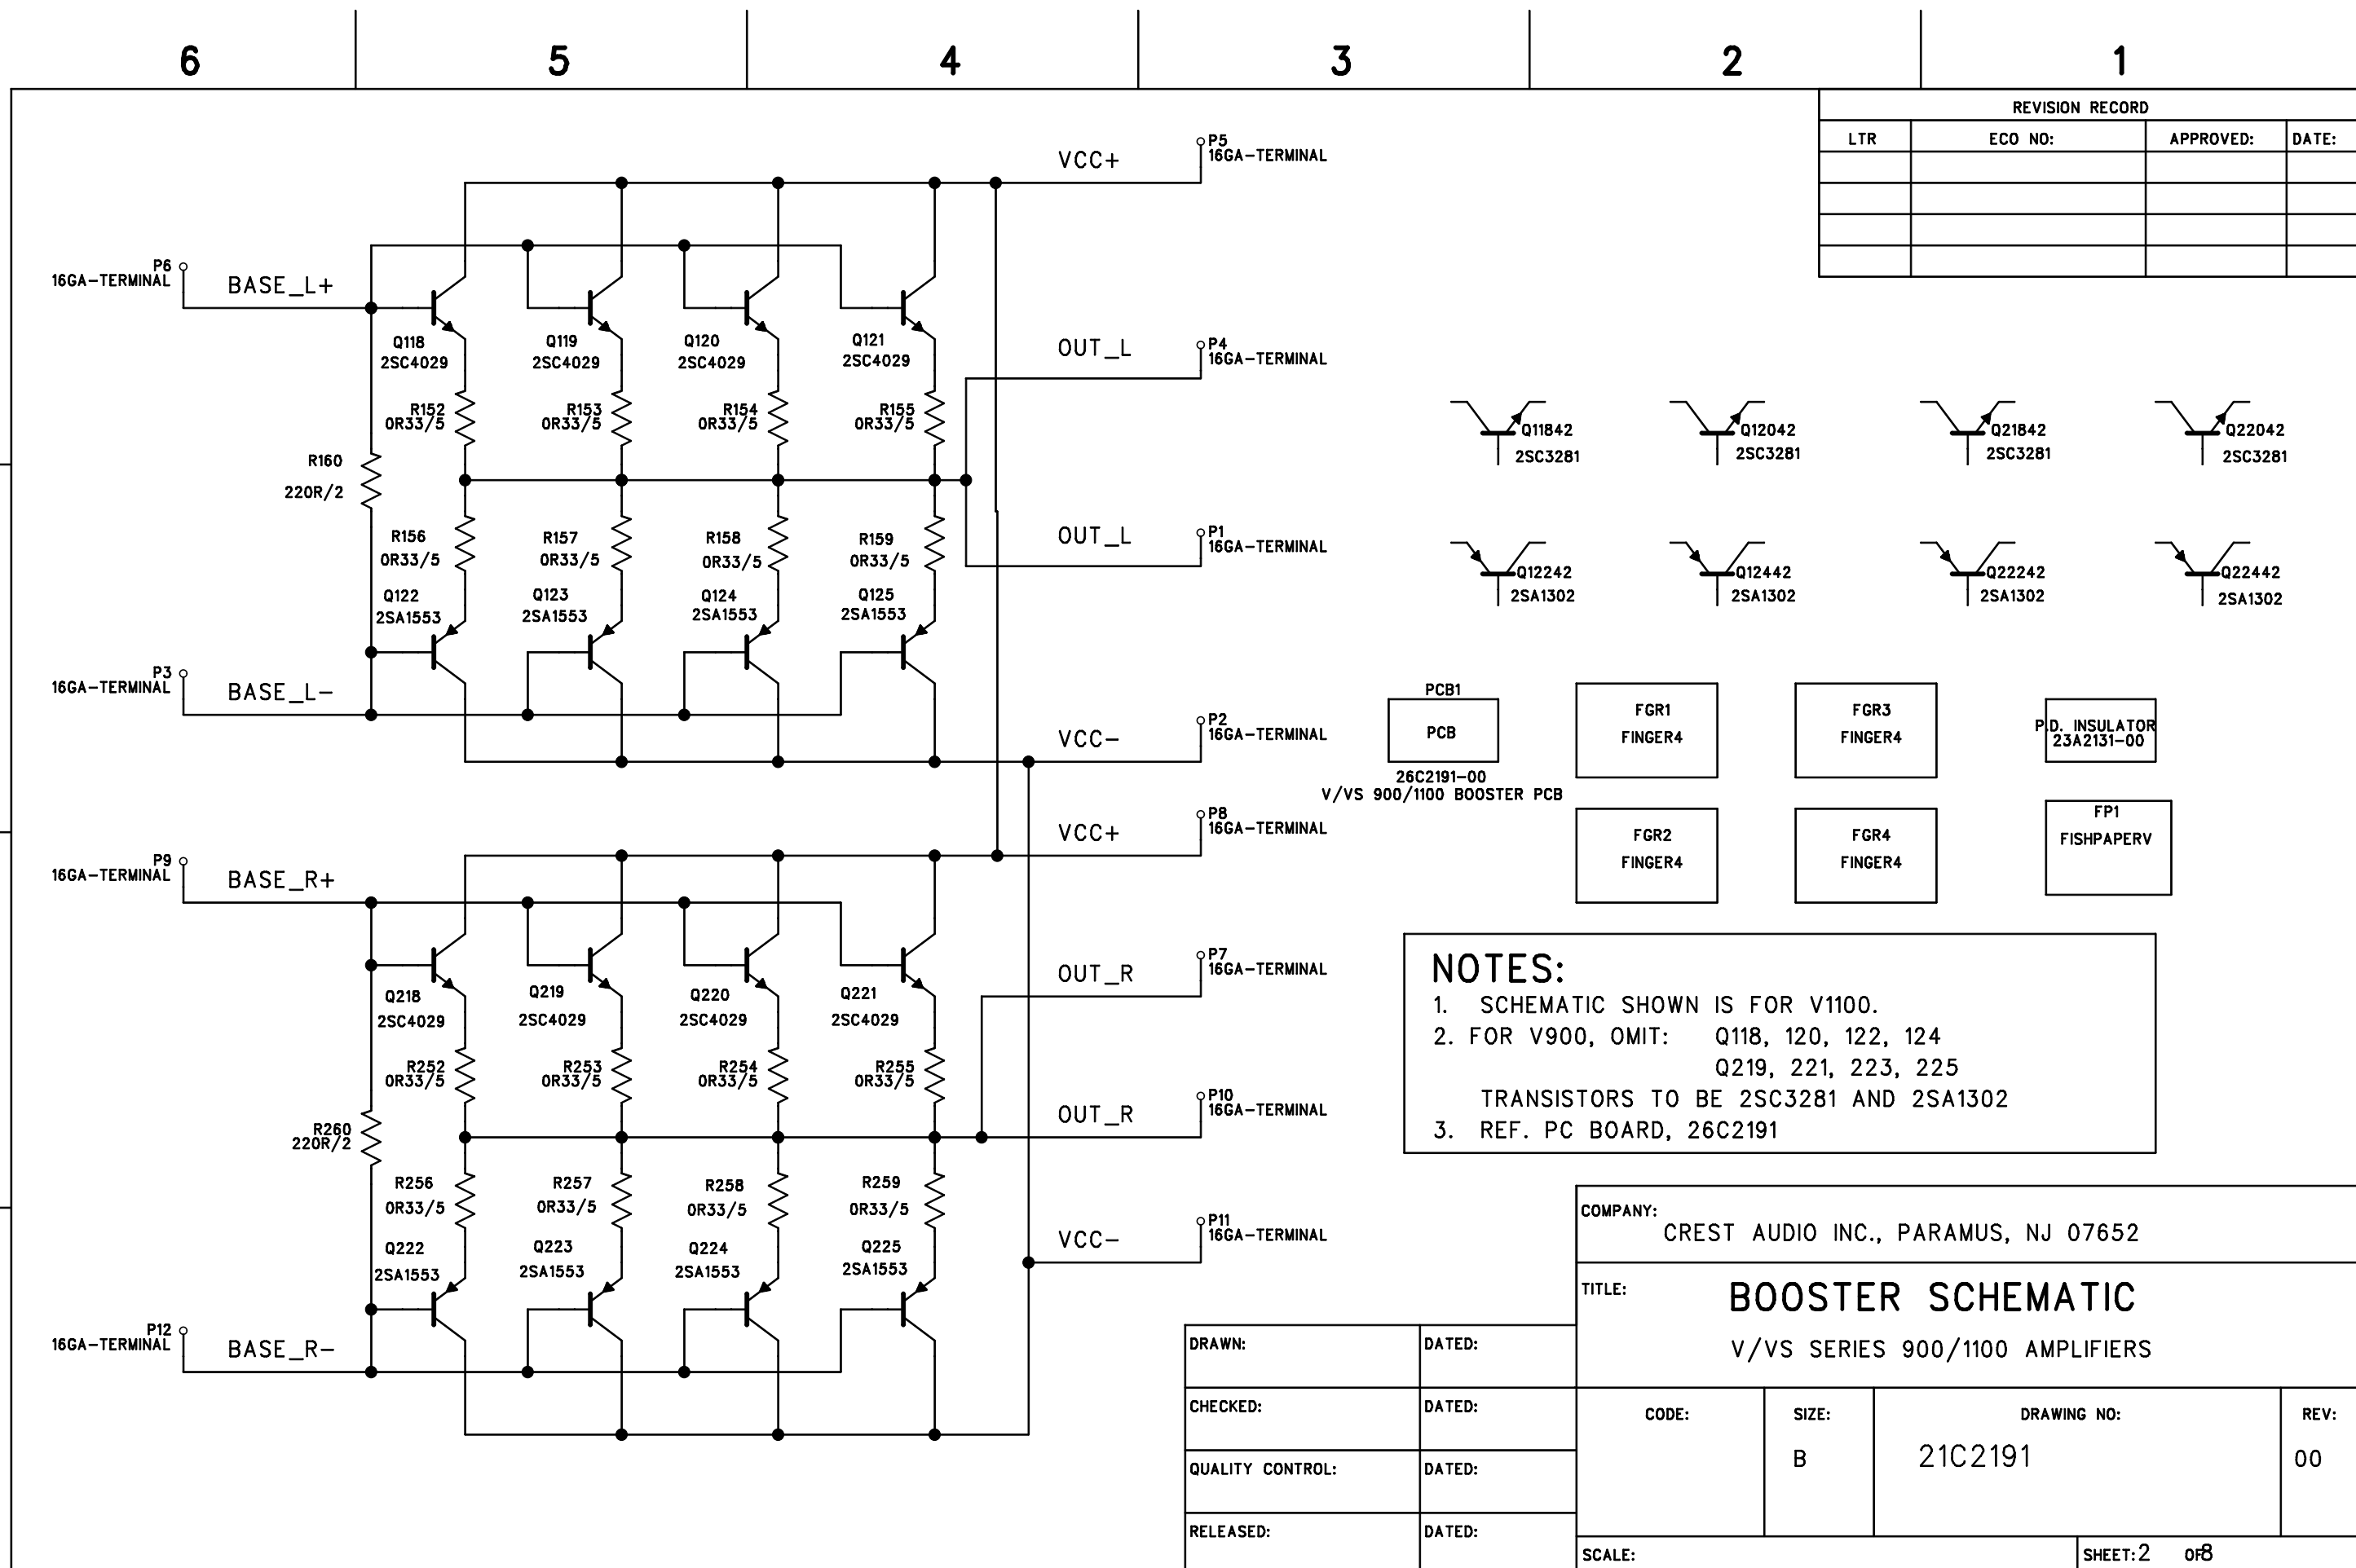 6 5 4 3 2 1
REVISION RECORD
LTR ECO NO: APPROVED: DATE:
VCC+
P5
16GA-TERMINAL
P6
16GA-TERMINAL
BASE_L+
Q118
2SC4029
Q119
2SC4029
Q120
2SC4029
Q121
2SC4029
OUT_L
P4
16GA-TERMINAL
R152
0R33/5
R153
0R33/5
R154
0R33/5
R155
0R33/5
R160
220R/2
R156
0R33/5
R157
0R33/5
R158
0R33/5
R159
0R33/5
OUT_L
P1
16GA-TERMINAL
Q122
2SA1553
Q123
2SA1553
Q124
2SA1553
Q125
2SA1553
P3
16GA-TERMINAL
BASE_L-
VCC-
P2
16GA-TERMINAL
Q11842
2SC3281
Q12042
2SC3281
Q21842
2SC3281
Q22042
2SC3281
Q12242
2SA1302
Q12442
2SA1302
Q22242
2SA1302
Q22442
2SA1302
PCB1
PCB
26C2191-00
V/VS 900/1100 BOOSTER PCB
FGR1
FINGER4
FGR3
FINGER4
P.D. INSULATOR
23A2131-00
FGR2
FINGER4
FGR4
FINGER4
FP1
FISHPAPERV
VCC+
P8
16GA-TERMINAL
P9
16GA-TERMINAL
BASE_R+
Q218
2SC4029
Q219
2SC4029
Q220
2SC4029
Q221
2SC4029
OUT_R
P7
16GA-TERMINAL
R252
0R33/5
R253
0R33/5
R254
0R33/5
R255
0R33/5
OUT_R
P10
16GA-TERMINAL
R260
220R/2
R256
0R33/5
R257
0R33/5
R258
0R33/5
R259
0R33/5
Q222
2SA1553
Q223
2SA1553
Q224
2SA1553
Q225
2SA1553
VCC-
P11
16GA-TERMINAL
P12
16GA-TERMINAL
BASE_R-
NOTES:
1. SCHEMATIC SHOWN IS FOR V1100.
2. FOR V900, OMIT: Q118, 120, 122, 124
Q219, 221, 223, 225
TRANSISTORS TO BE 2SC3281 AND 2SA1302
3. REF. PC BOARD, 26C2191
COMPANY:
CREST AUDIO INC., PARAMUS, NJ 07652
TITLE:
BOOSTER SCHEMATIC
V/VS SERIES 900/1100 AMPLIFIERS
DRAWN: DATED:
CHECKED: DATED:
QUALITY CONTROL: DATED:
RELEASED: DATED:
CODE:
SIZE:
B
DRAWING NO:
21C2191
REV:
00
SCALE:
SHEET: 2 OF 8